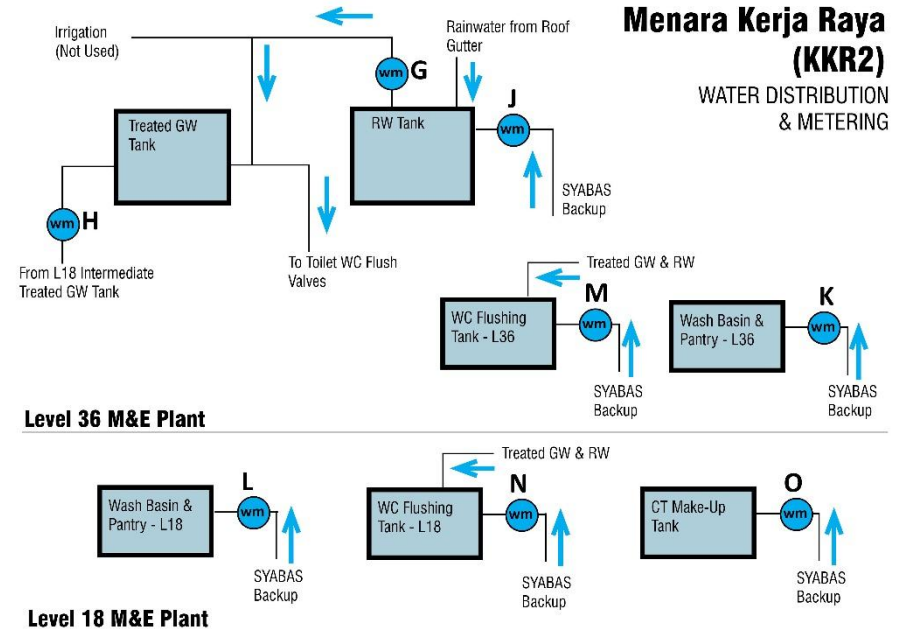 Menara Kerja Raya
(KKR2)
WATER DISTRIBUTION
& METERING
Irrigation
(Not Used)
Rainwater from Roof
Gutter
wm G
J
wm
Treated GW
Tank
RW Tank
SYABAS
Backup
wm H
From L18 Intermediate
Treated GW Tank
To Toilet WC Flush
Valves
Treated GW & RW
M
wm
WC Flushing
Tank - L36
SYABAS
Backup
K
wm
Wash Basin &
Pantry - L36
SYABAS
Backup
Level 36 M&E Plant
L
wm
Wash Basin &
Pantry - L18
SYABAS
Backup
Treated GW & RW
N
wm
WC Flushing
Tank - L18
SYABAS
Backup
O
wm
CT Make-Up
Tank
SYABAS
Backup
Level 18 M&E Plant